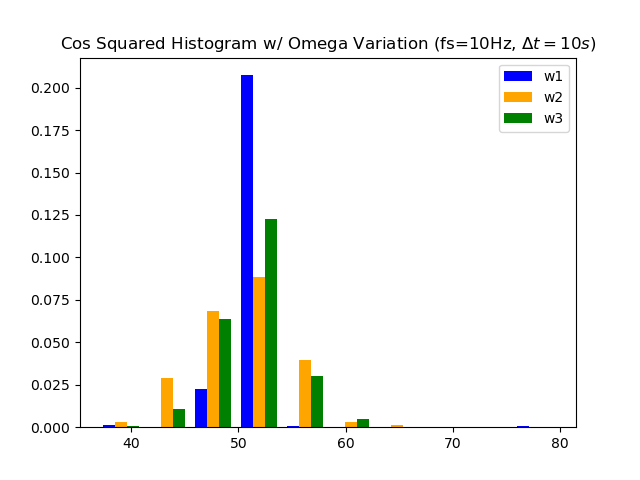 Cos Squared Histogram w/ Omega Variation (fs=10Hz, Δt = 10s)
w1
w2
w3
0.200
0.175
0.150
0.125
0.100
0.075
0.050
0.025
0.000
40 50 60 70 80